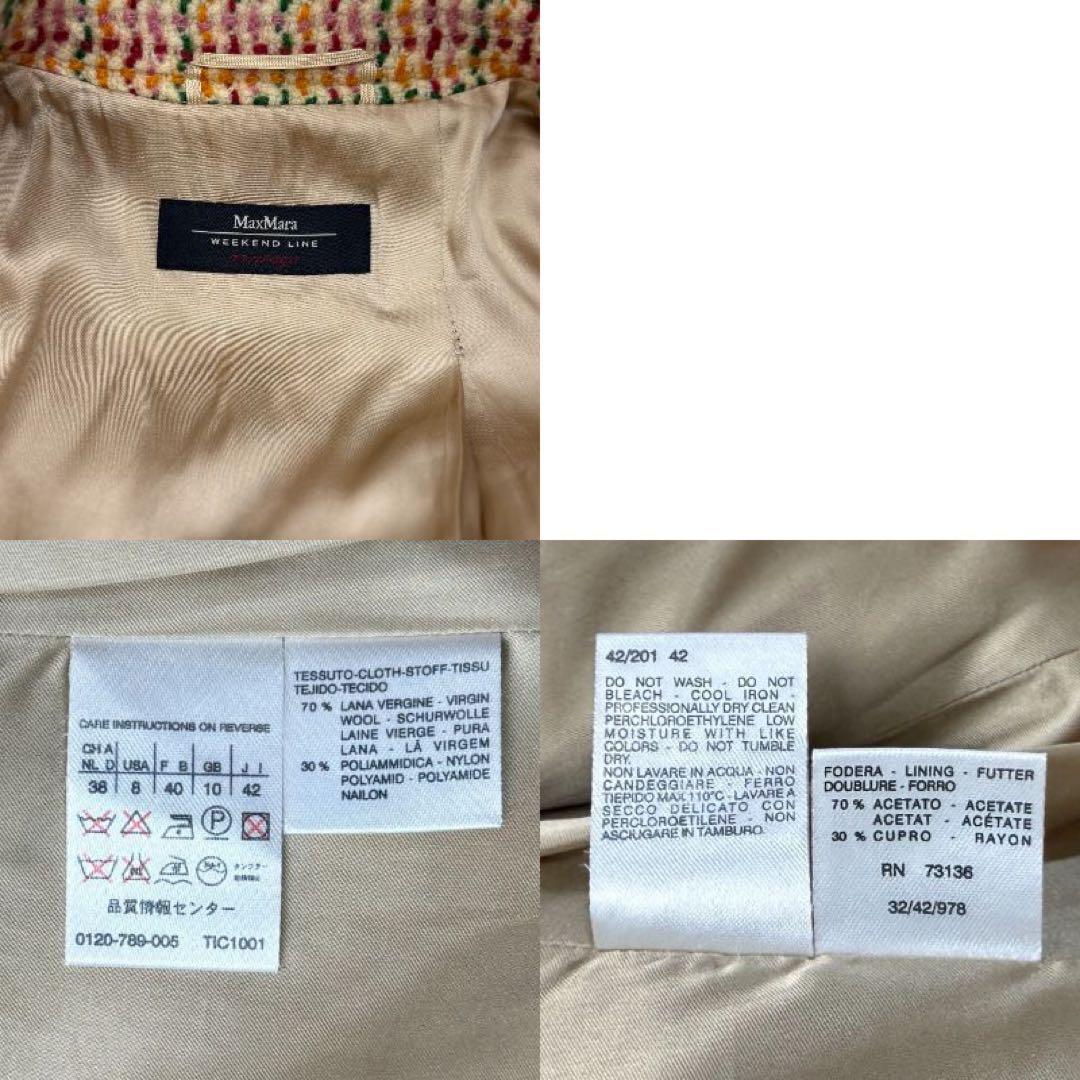 MaxMara
WEEKEND LINE
CARE INSTRUCTIONS ON REVERSE
CH A
NL D USA F B GB J I
36 8 40 10 42
P
品質情報センター
0120-789-005 TIC1001
TESSUTO-CLOTH-STOFF-TISSU
TEJIDO-TECIDO
70 % LANA VERGINE - VIRGIN
WOOL - SCHURWOLLE
LAINE VIERGE - PURA
LANA - LÃ VIRGEM
30 % POLIAMMIDICA - NYLON
POLYAMID - POLYAMIDE
NAILON
42/201 42
DO NOT WASH - DO NOT
BLEACH - COOL IRON -
PROFESSIONALLY DRY CLEAN
PERCHLOROETHYLENE LOW
MOISTURE WITH LIKE
COLORS - DO NOT TUMBLE
DRY.
NON LAVARE IN ACQUA - NON
CANDEGGIARE - FERRO
TIEPIDO MAX 110°C - LAVARE A
SECCO DELICATO CON
PERCLOROETILENE - NON
ASCIUGARE IN TAMBURO.
FODERA - LINING - FUTTER
DOUBLURE - FORRO
70 % ACETATO - ACETATE
ACETAT - ACÉTATE
30 % CUPRO - RAYON
RN 73136
32/42/978